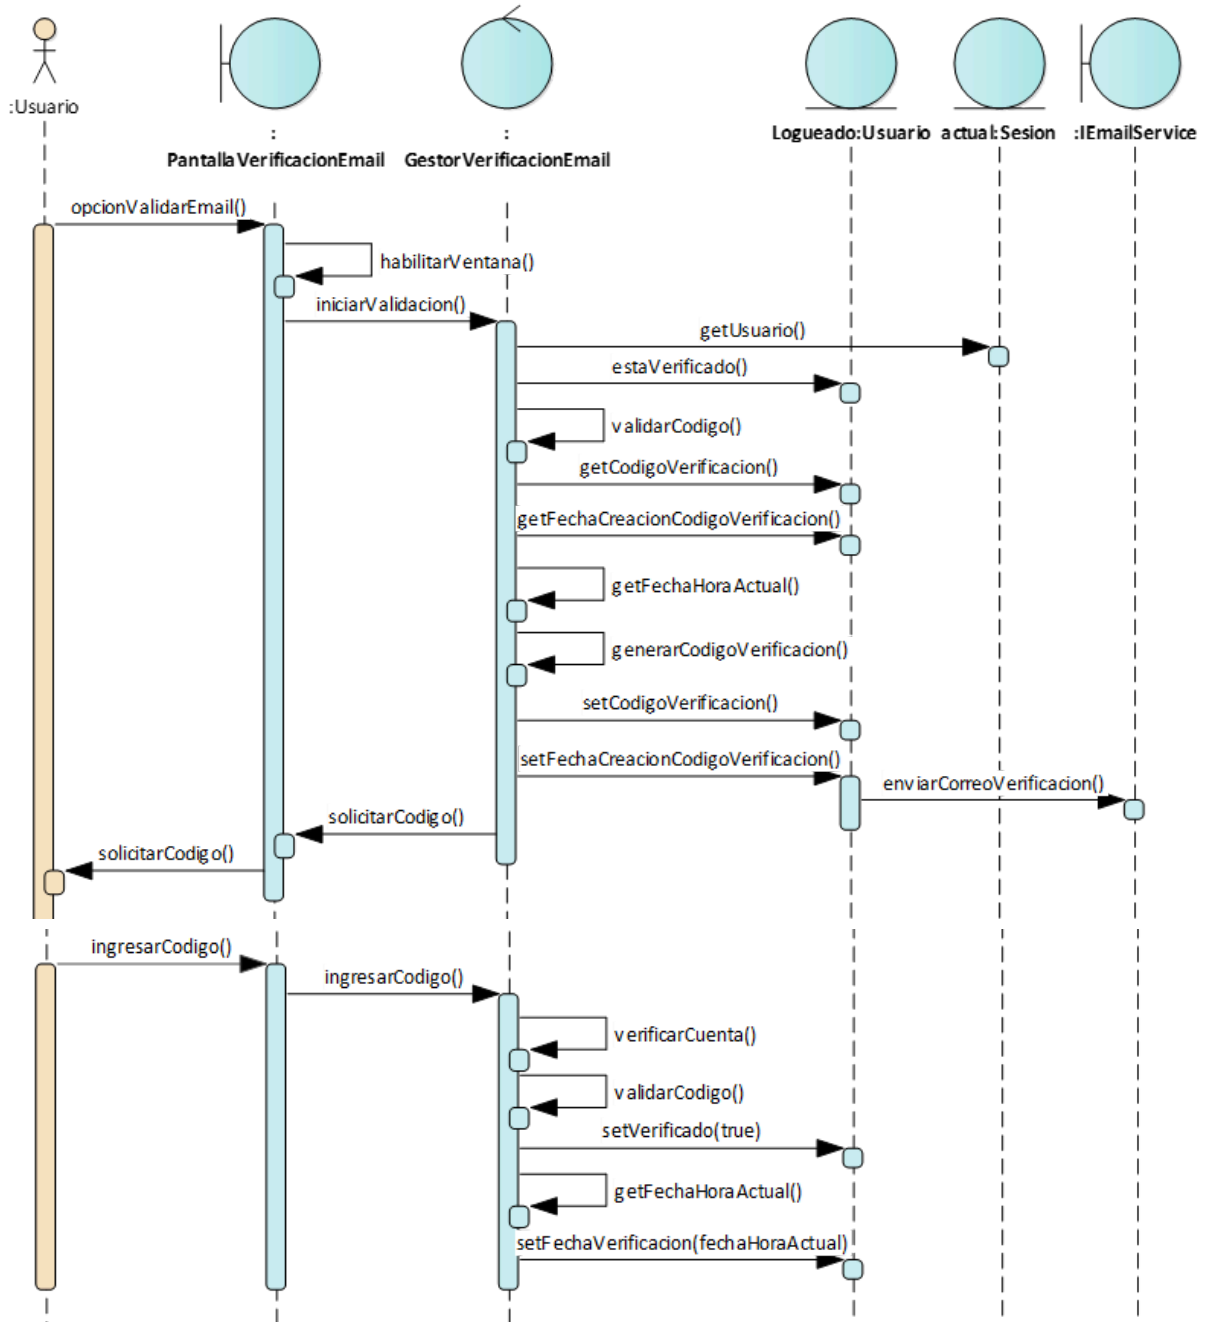 :Usuario
:
PantallaVerificacionEmail
:
GestorVerificacionEmail
Logueado:Usuario
actual:Sesion
:IEmailService
opcionValidarEmail()
habilitarVentana()
iniciarValidacion()
getUsuario()
estaVerificado()
validarCodigo()
getCodigoVerificacion()
getFechaCreacionCodigoVerificacion()
getFechaHoraActual()
generarCodigoVerificacion()
setCodigoVerificacion()
setFechaCreacionCodigoVerificacion()
enviarCorreoVerificacion()
solicitarCodigo()
solicitarCodigo()
ingresarCodigo()
ingresarCodigo()
verificarCuenta()
validarCodigo()
setVerificado(true)
getFechaHoraActual()
setFechaVerificacion(fechaHoraActual)